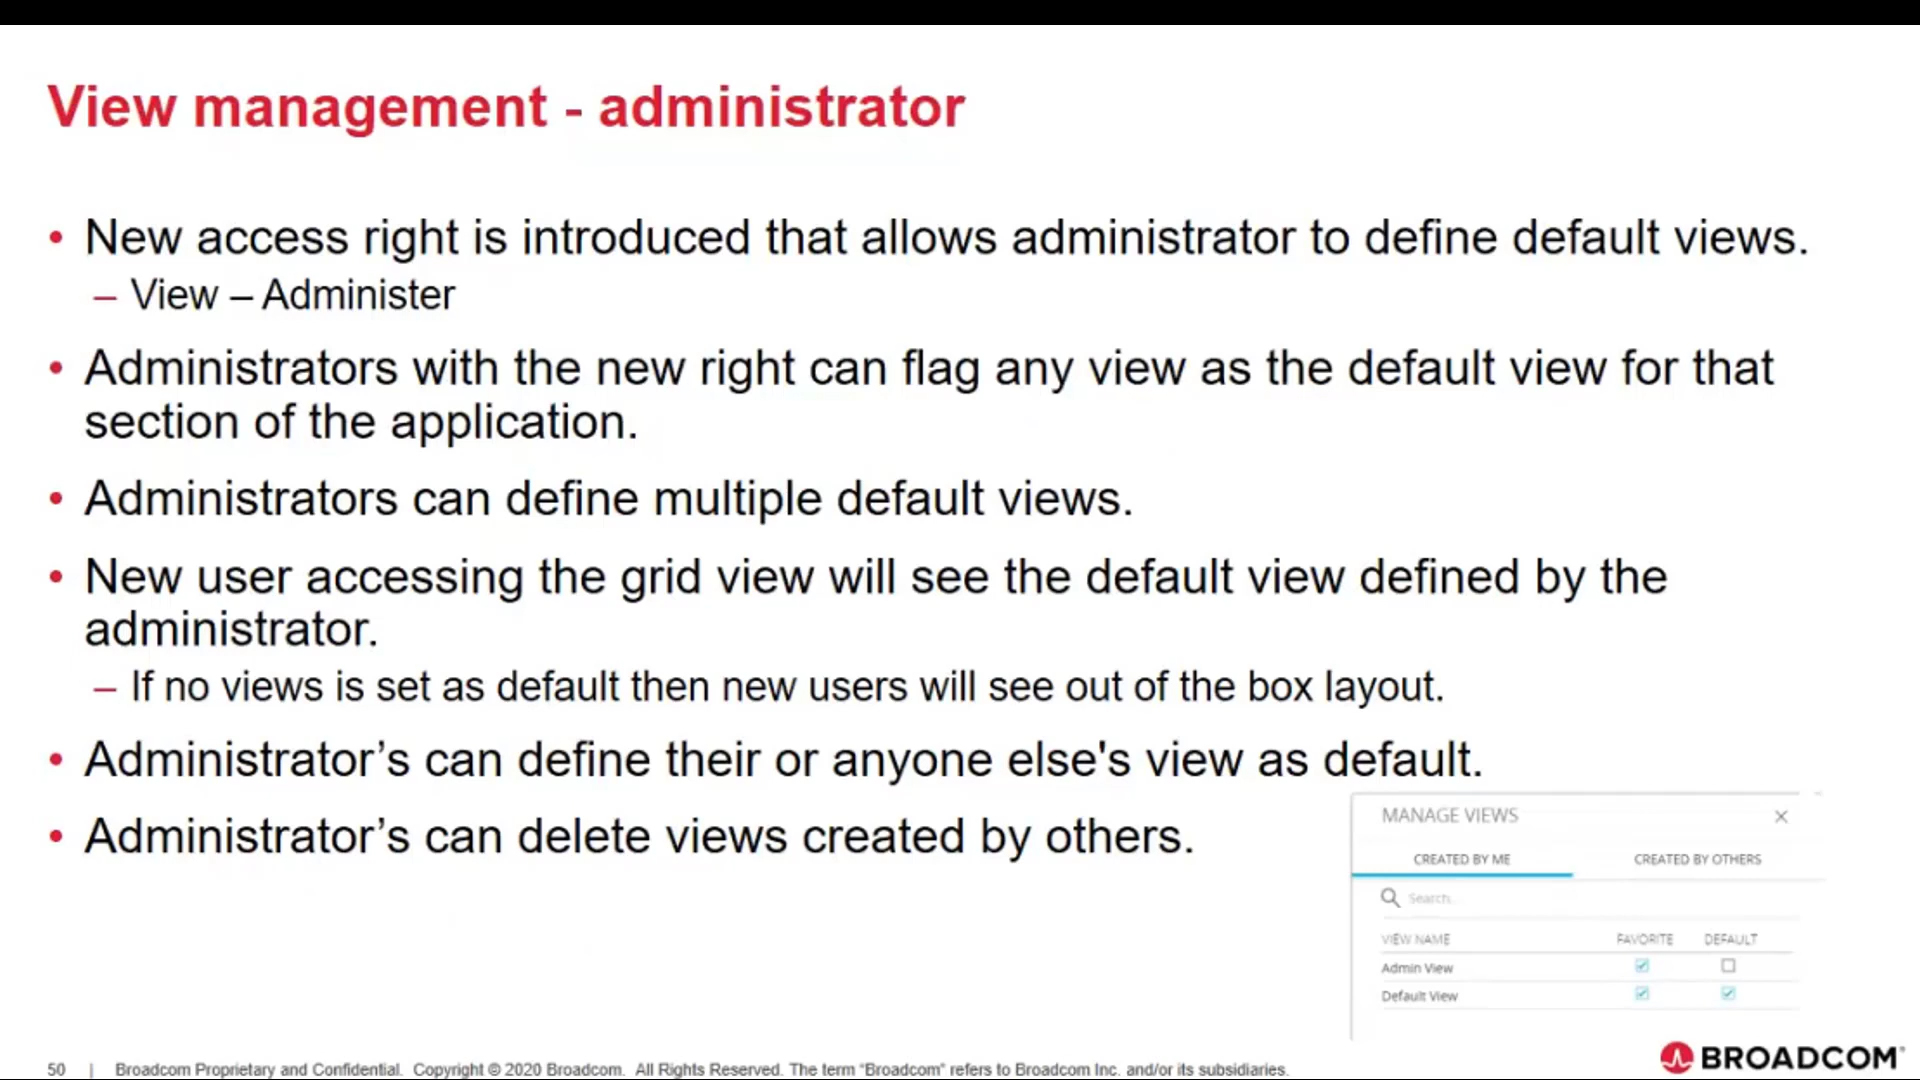 View management - administrator
• New access right is introduced that allows administrator to define default views.
– View – Administer
• Administrators with the new right can flag any view as the default view for that
section of the application.
• Administrators can define multiple default views.
• New user accessing the grid view will see the default view defined by the
administrator.
– If no views is set as default then new users will see out of the box layout.
• Administrator’s can define their or anyone else's view as default.
• Administrator’s can delete views created by others.
MANAGE VIEWS
CREATED BY ME CREATED BY OTHERS
Search...
VIEW NAME FAVORITE DEFAULT
Admin View
Default View
50 | Broadcom Proprietary and Confidential. Copyright © 2020 Broadcom. All Rights Reserved. The term “Broadcom” refers to Broadcom Inc. and/or its subsidiaries.
BROADCOM